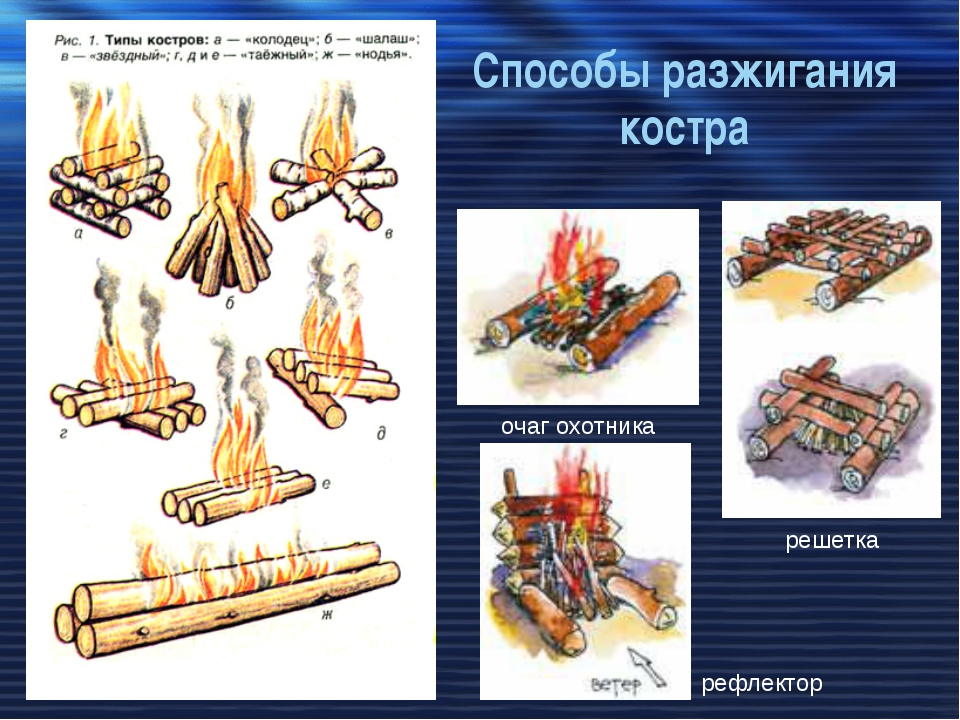 Рис. 1. Типы костров: а — «колодец»; б — «шалаш»;
в — «звёздный»; г, д и е — «таёжный»; ж — «нодья».
Способы разжигания
костра
а
б
в
г
д
е
ж
очаг охотника
решетка
ветер
рефлектор